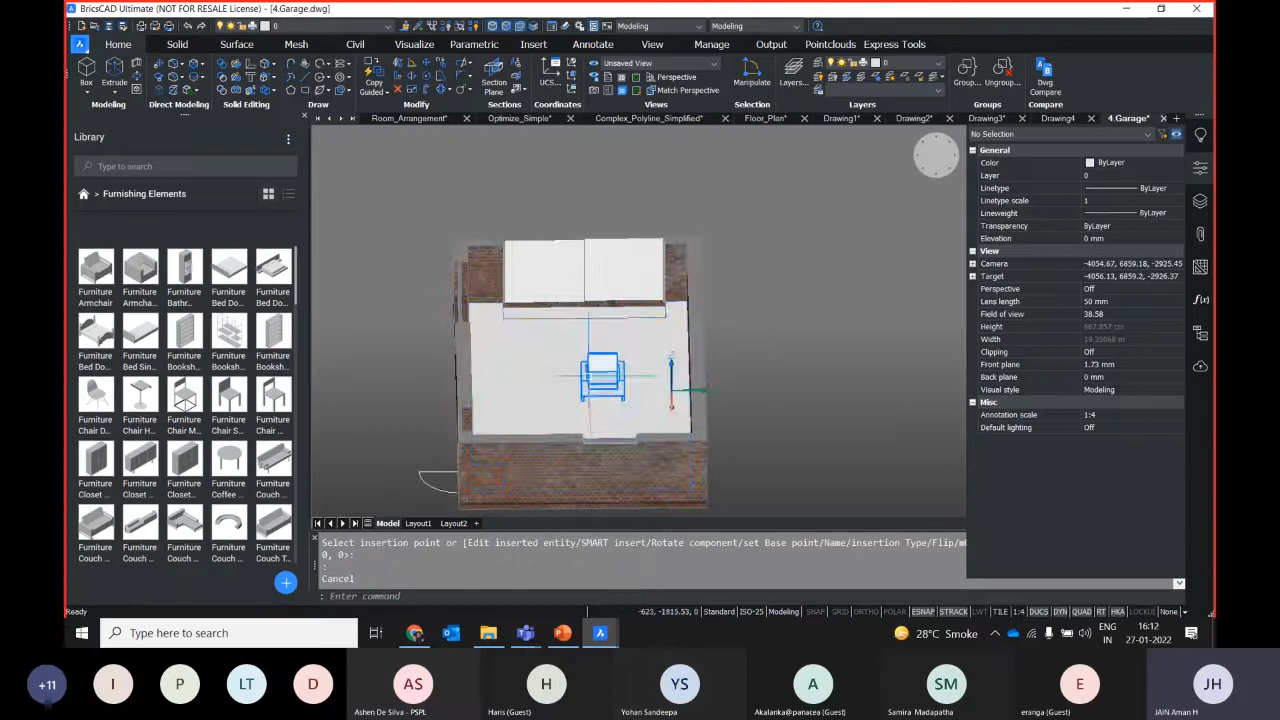 BricsCAD Ultimate (NOT FOR RESALE License) - [4.Garage.dwg]
0 Modeling Modeling
Home Solid Surface Mesh Civil Visualize Parametric Insert Annotate View Manage Output Pointclouds Express Tools
Box Extrude Copy Guided Section Plane UCS... Unsaved View Perspective Match Perspective Manipulate Layers... 0 Group... Ungroup... Dwg Compare
Modeling Direct Modeling Solid Editing Draw Modify Sections Coordinates Views Selection Layers Groups Compare
Room_Arrangement* Optimize_Simple* Complex_Polyline_Simplified* Floor_Plan* Drawing1* Drawing2* Drawing3* Drawing4 4.Garage*
Library
Type to search
> Furnishing Elements
Furniture Armchair
Furniture Armcha...
Furniture Bathr...
Furniture Bed Do...
Furniture Bed Do...
Furniture Bed Do...
Furniture Bed Sin...
Furniture Booksh...
Furniture Booksh...
Furniture Booksh...
Furniture Chair ...
Furniture Chair H...
Furniture Chair M...
Furniture Chair ...
Furniture Chair ...
Furniture Closet ...
Furniture Closet ...
Furniture Closet...
Furniture Coffee ...
Furniture Couch ...
Furniture Couch ...
Furniture Couch ...
Furniture Couch ...
Furniture Couch ...
Furniture Couch T...
No Selection
General
Color ByLayer
Layer 0
Linetype ByLayer
Linetype scale 1
Lineweight ByLayer
Transparency ByLayer
Elevation 0 mm
View
Camera -4054.67, 6859.18, -2925.45
Target -4056.13, 6859.2, -2926.37
Perspective Off
Lens length 50 mm
Field of view 38.58
Height 667.857 cm
Width 19.35068 m
Clipping Off
Front plane 1.73 mm
Back plane 0 mm
Visual style Modeling
Misc
Annotation scale 1:4
Default lighting Off
Model Layout1 Layout2 +
Select insertion point or [Edit inserted entity/SMART insert/Rotate component/set Base point/Name/insertion Type/Flip/m
0, 0>:
:
Cancel
: Enter command
Ready -623, -1815.53, 0 Standard ISO-25 Modeling SNAP GRID ORTHO POLAR ESNAP STRACK LWT TILE 1:4 DUCS DYN QUAD RT HKA LOCKUI None
Type here to search
28°C Smoke ENG IN 16:12 27-01-2022
+11 I P LT D AS H YS A SM E JH
Ashen De Silva - PSPL Haris (Guest) Yohan Sandeepa Akalanka@panacea (Guest) Samira Madapatha eranga (Guest) JAIN Aman H